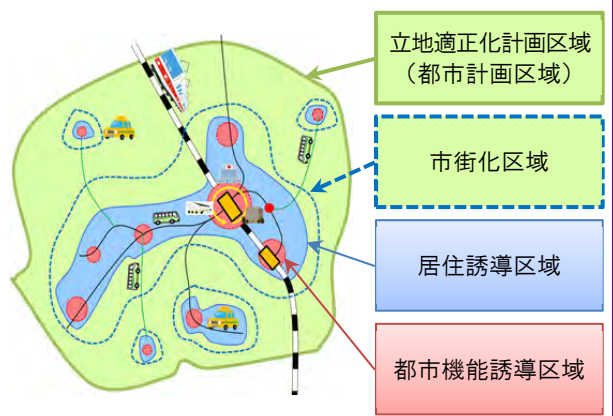 立地適正化計画区域
（都市計画区域）
市街化区域
居住誘導区域
都市機能誘導区域